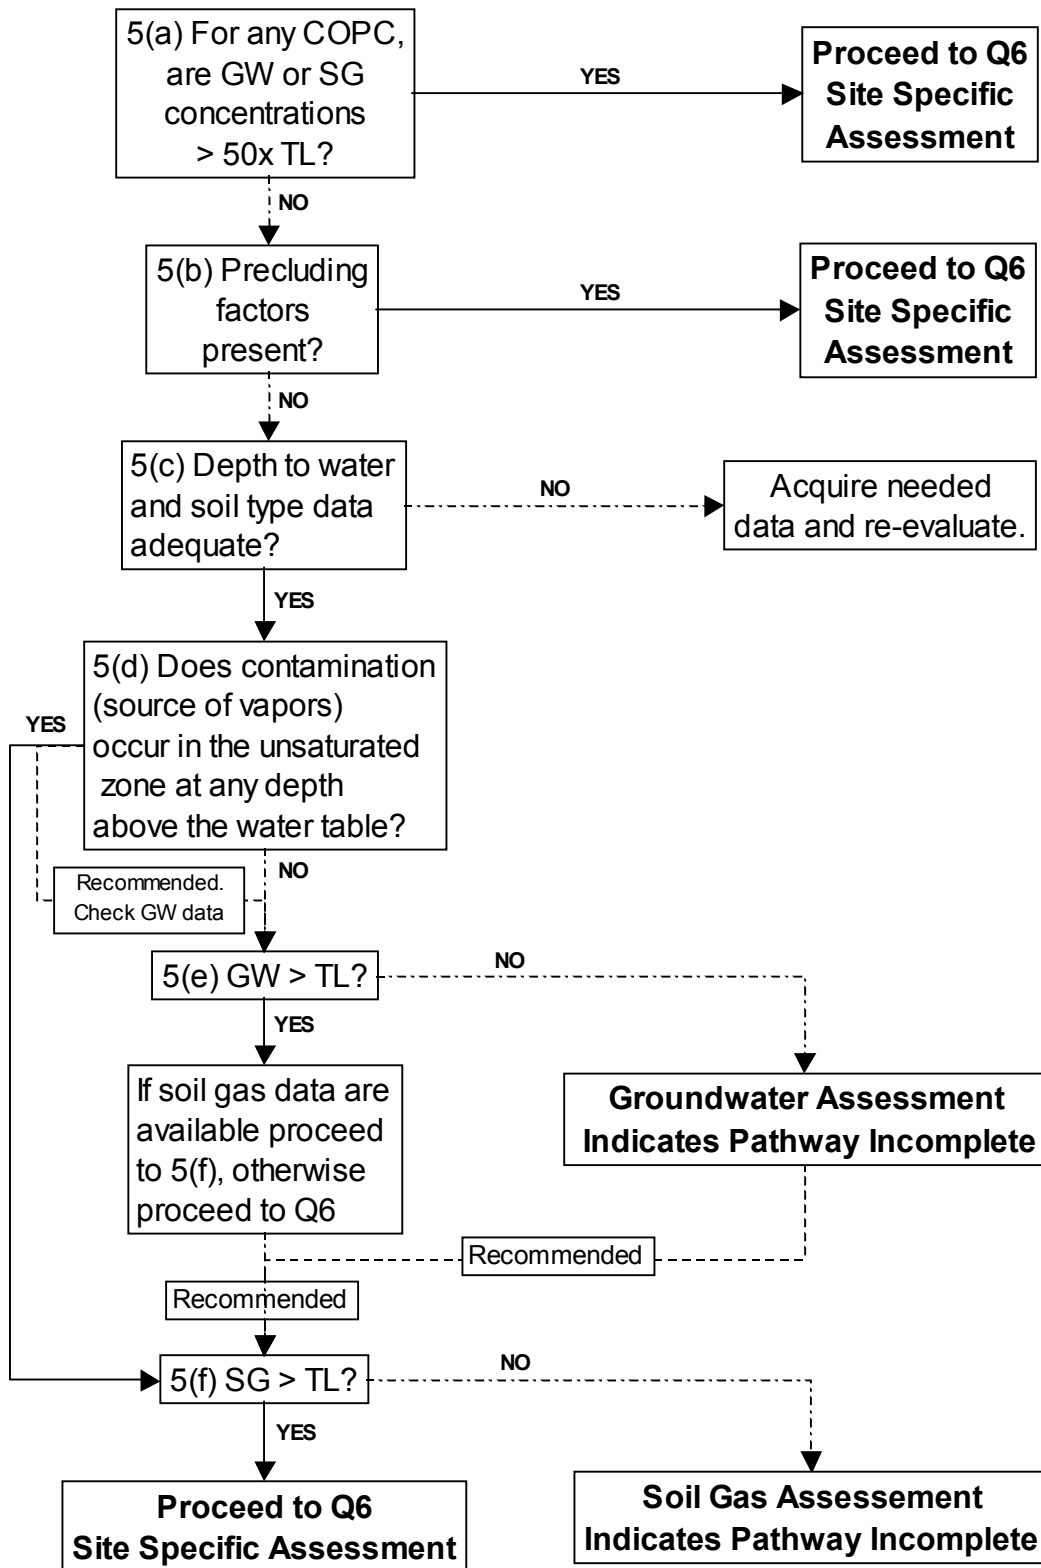 5(a) For any COPC,
are GW or SG
concentrations
> 50x TL?
YES
Proceed to Q6
Site Specific
Assessment
NO
5(b) Precluding
factors
present?
YES
Proceed to Q6
Site Specific
Assessment
NO
5(c) Depth to water
and soil type data
adequate?
NO
Acquire needed
data and re-evaluate.
YES
5(d) Does contamination
(source of vapors)
occur in the unsaturated
zone at any depth
above the water table?
YES
NO
Recommended.
Check GW data
5(e) GW > TL?
NO
YES
If soil gas data are
available proceed
to 5(f), otherwise
proceed to Q6
Groundwater Assessment
Indicates Pathway Incomplete
Recommended
Recommended
5(f) SG > TL?
NO
YES
Proceed to Q6
Site Specific Assessment
Soil Gas Assessement
Indicates Pathway Incomplete